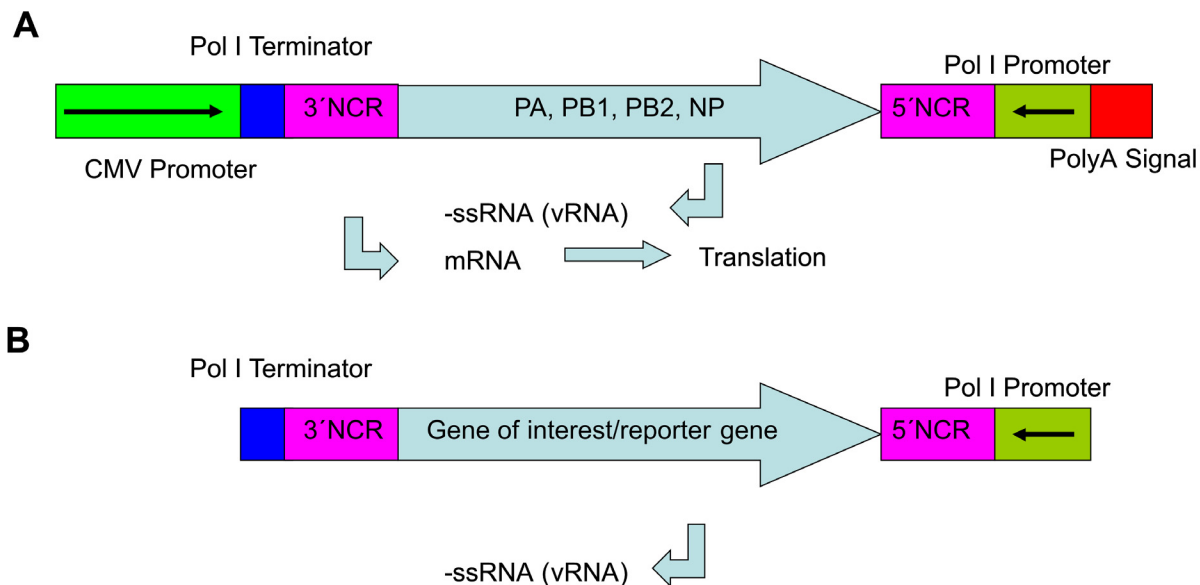 A
Pol I Terminator
Pol I Promoter
3´NCR
PA, PB1, PB2, NP
5´NCR
CMV Promoter
PolyA Signal
-ssRNA (vRNA)
mRNA
Translation
B
Pol I Terminator
Pol I Promoter
3´NCR
Gene of interest/reporter gene
5´NCR
-ssRNA (vRNA)